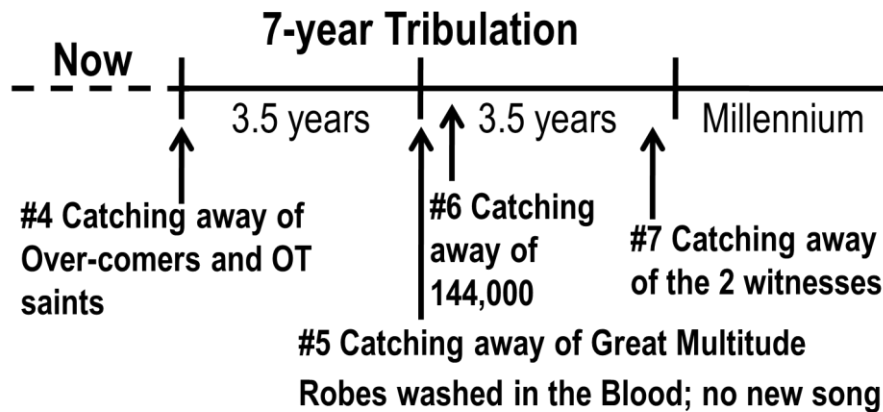 7-year Tribulation
Now
3.5 years
3.5 years
Millennium
#4 Catching away of
Over-comers and OT
saints
#6 Catching
away of
144,000
#7 Catching away
of the 2 witnesses
#5 Catching away of Great Multitude
Robes washed in the Blood; no new song